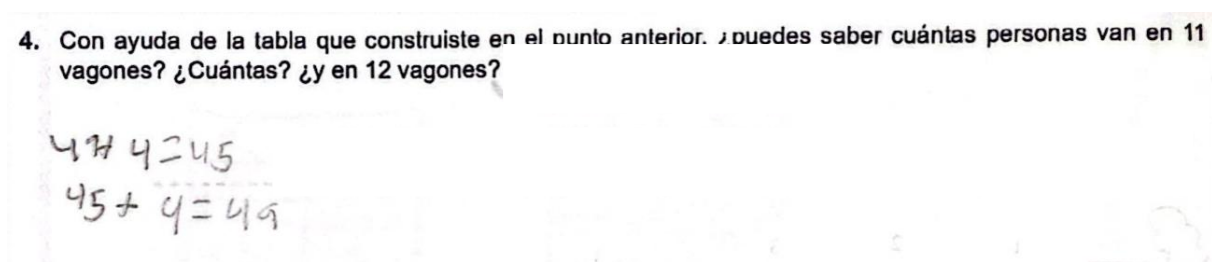 4. Con ayuda de la tabla que construiste en el punto anterior. ¿puedes saber cuántas personas van en 11
vagones? ¿Cuántas? ¿y en 12 vagones?
41+ 4=45
45+ 4=49